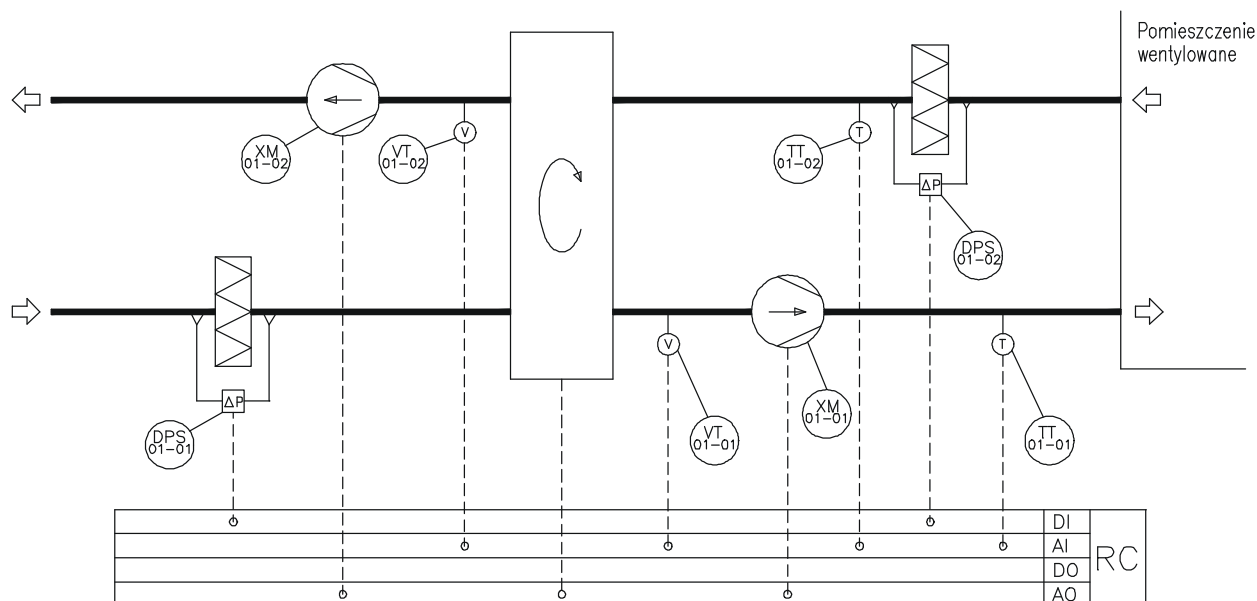 Pomieszczenie
wentylowane
XM
01-02
VT
01-02
V
TT
01-02
T
ΔP
DPS
01-02
ΔP
DPS
01-01
V
VT
01-01
XM
01-01
T
TT
01-01
DI
AI
DO
AO
RC